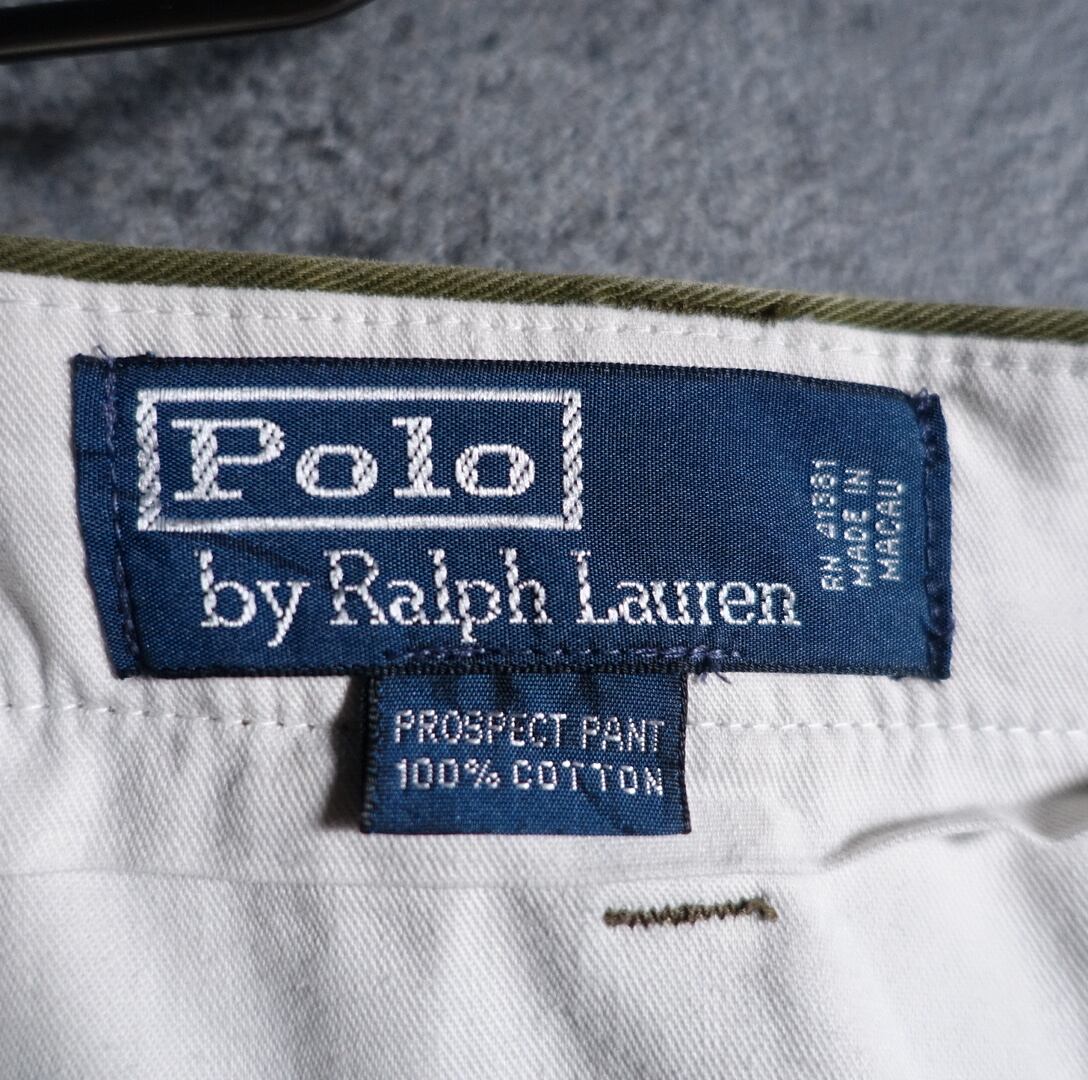 Polo
by Ralph Lauren
RN 41381
MADE IN
MACAU
PROSPECT PANT
100% COTTON